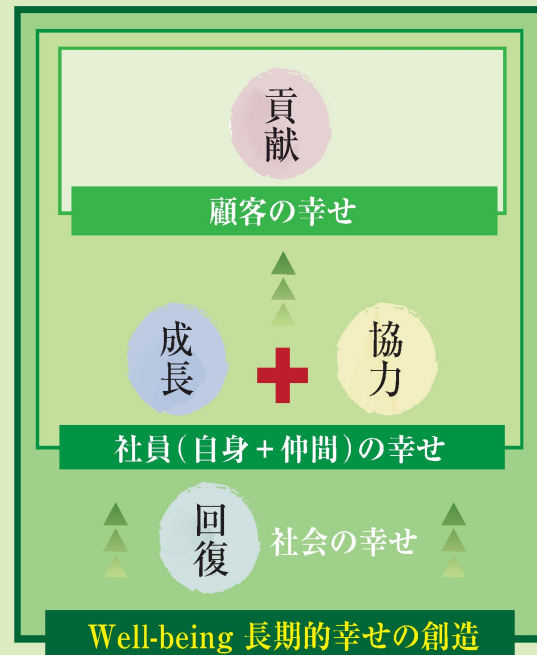 貢献
顧客の幸せ
成長
協力
社員(自身+仲間)の幸せ
回復
社会の幸せ
Well-being 長期的幸せの創造